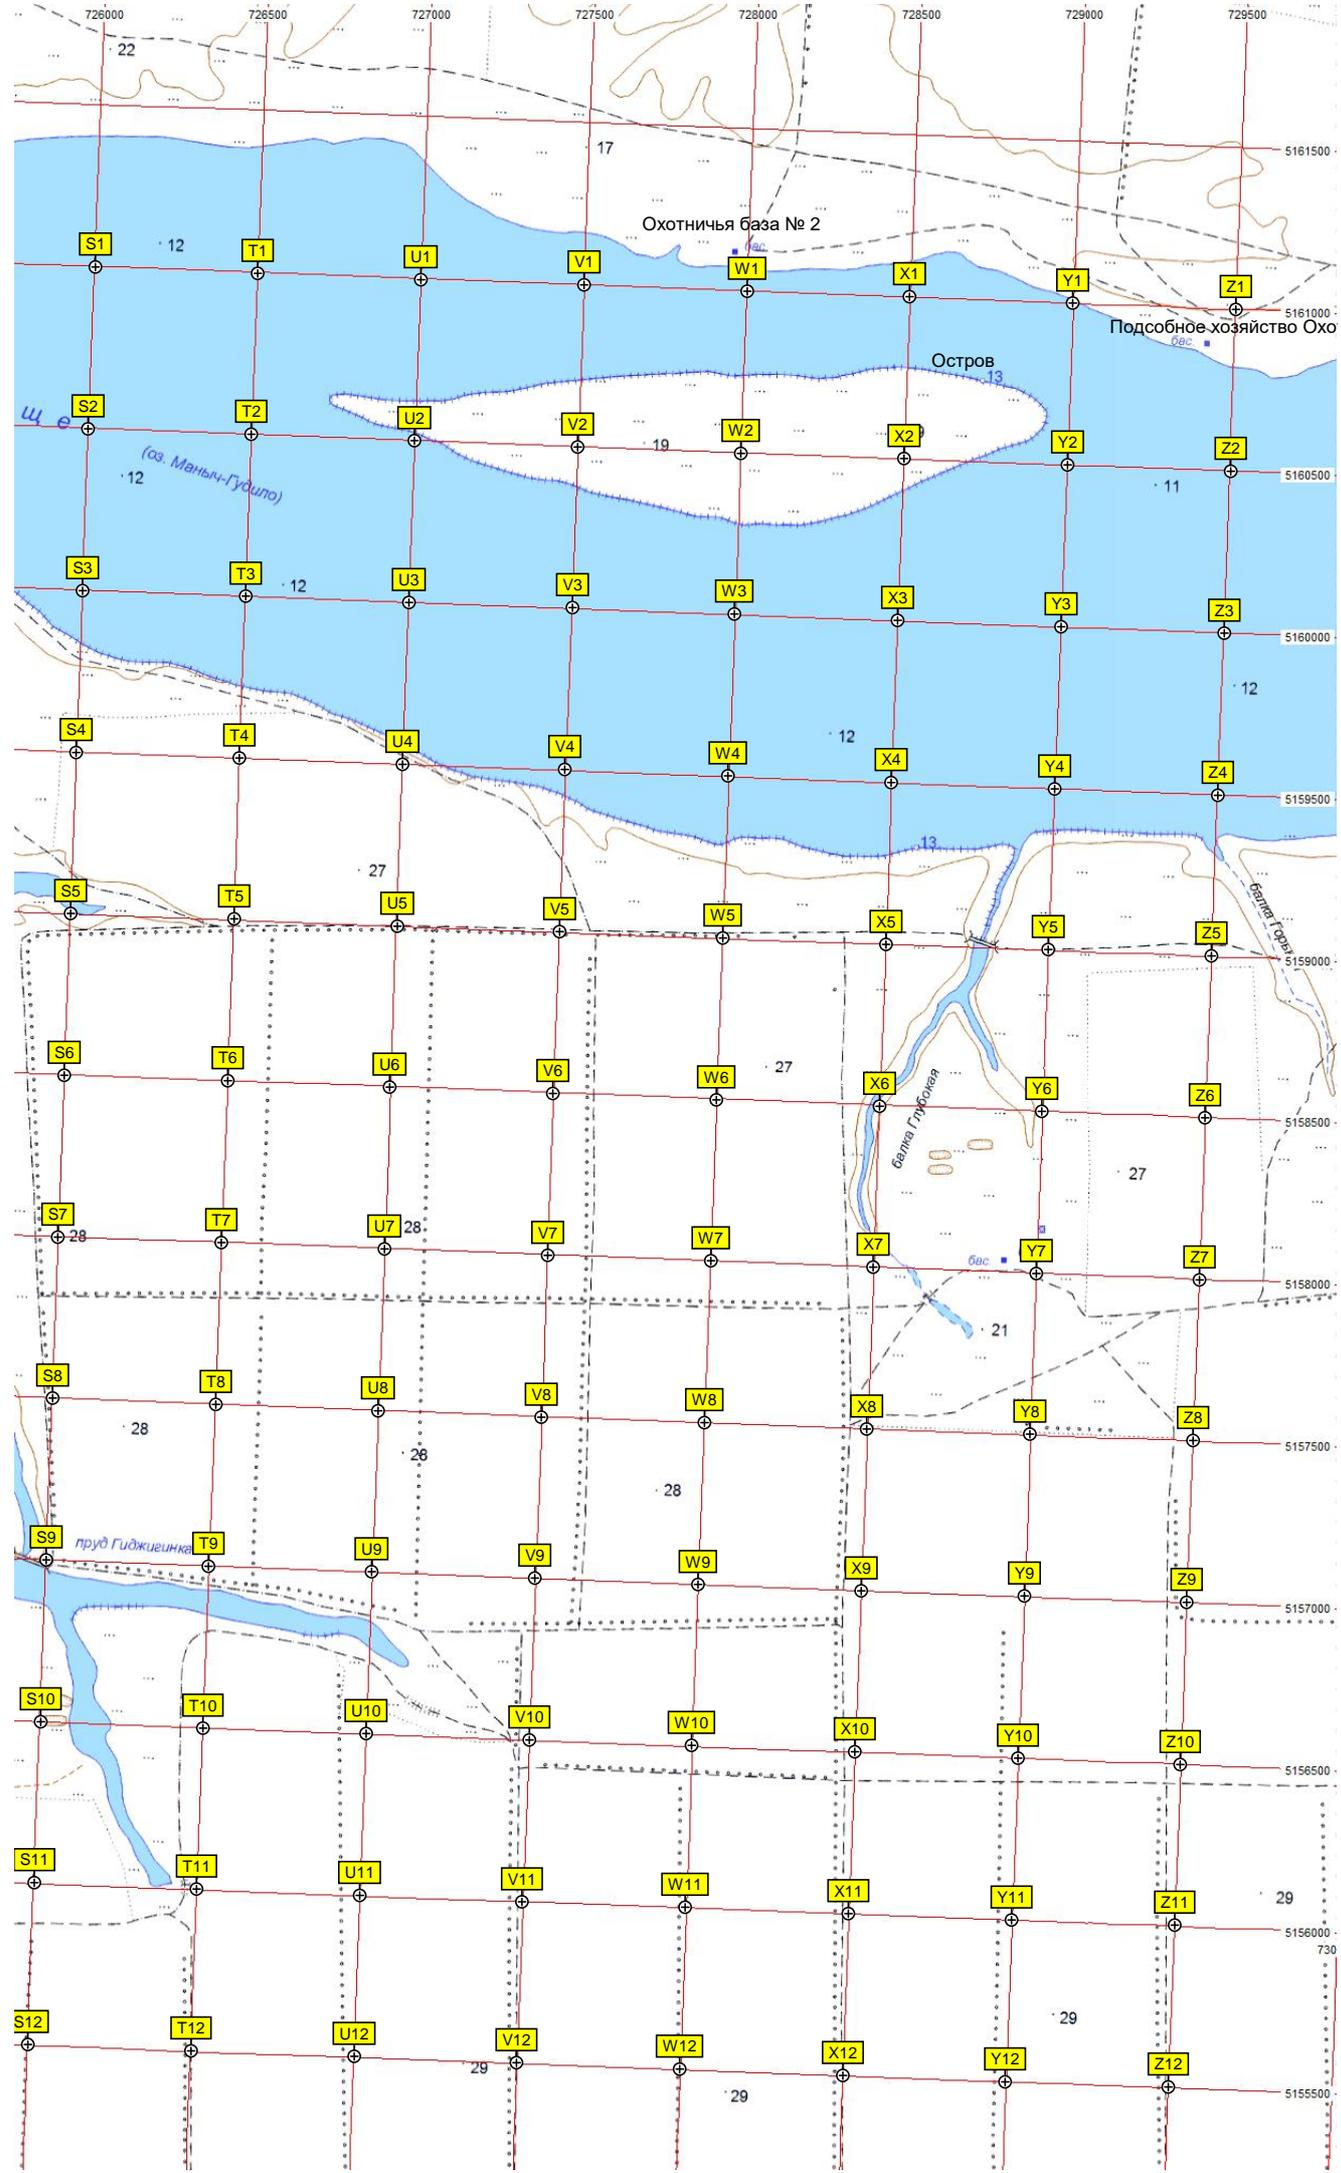 726000 726500 727000 727500 728000 728500 729000 729500
22
17
5161500
Охотничья база № 2
бас.
12
S1 T1 U1 V1 W1 X1 Y1 Z1
5161000
Подсобное хозяйство Охо
бас.
Остров
13
S2 T2 U2 V2 W2 X2 Y2 Z2
ще
19
9
(оз. Маныч-Гудило)
12
11
5160500
S3 T3 U3 V3 W3 X3 Y3 Z3
12
5160000
12
12
S4 T4 U4 V4 W4 X4 Y4 Z4
5159500
13
27
балка Горь
S5 T5 U5 V5 W5 X5 Y5 Z5
5159000
S6 T6 U6 V6 W6 X6 Y6 Z6
27
балка Глубокая
5158500
27
S7 T7 U7 V7 W7 X7 Y7 Z7
28
28
бас.
5158000
21
S8 T8 U8 V8 W8 X8 Y8 Z8
28
28
5157500
28
пруд Гиджигинка
S9 T9 U9 V9 W9 X9 Y9 Z9
5157000
S10 T10 U10 V10 W10 X10 Y10 Z10
5156500
S11 T11 U11 V11 W11 X11 Y11 Z11
29
5156000
730
29
S12 T12 U12 V12 W12 X12 Y12 Z12
29
29
5155500